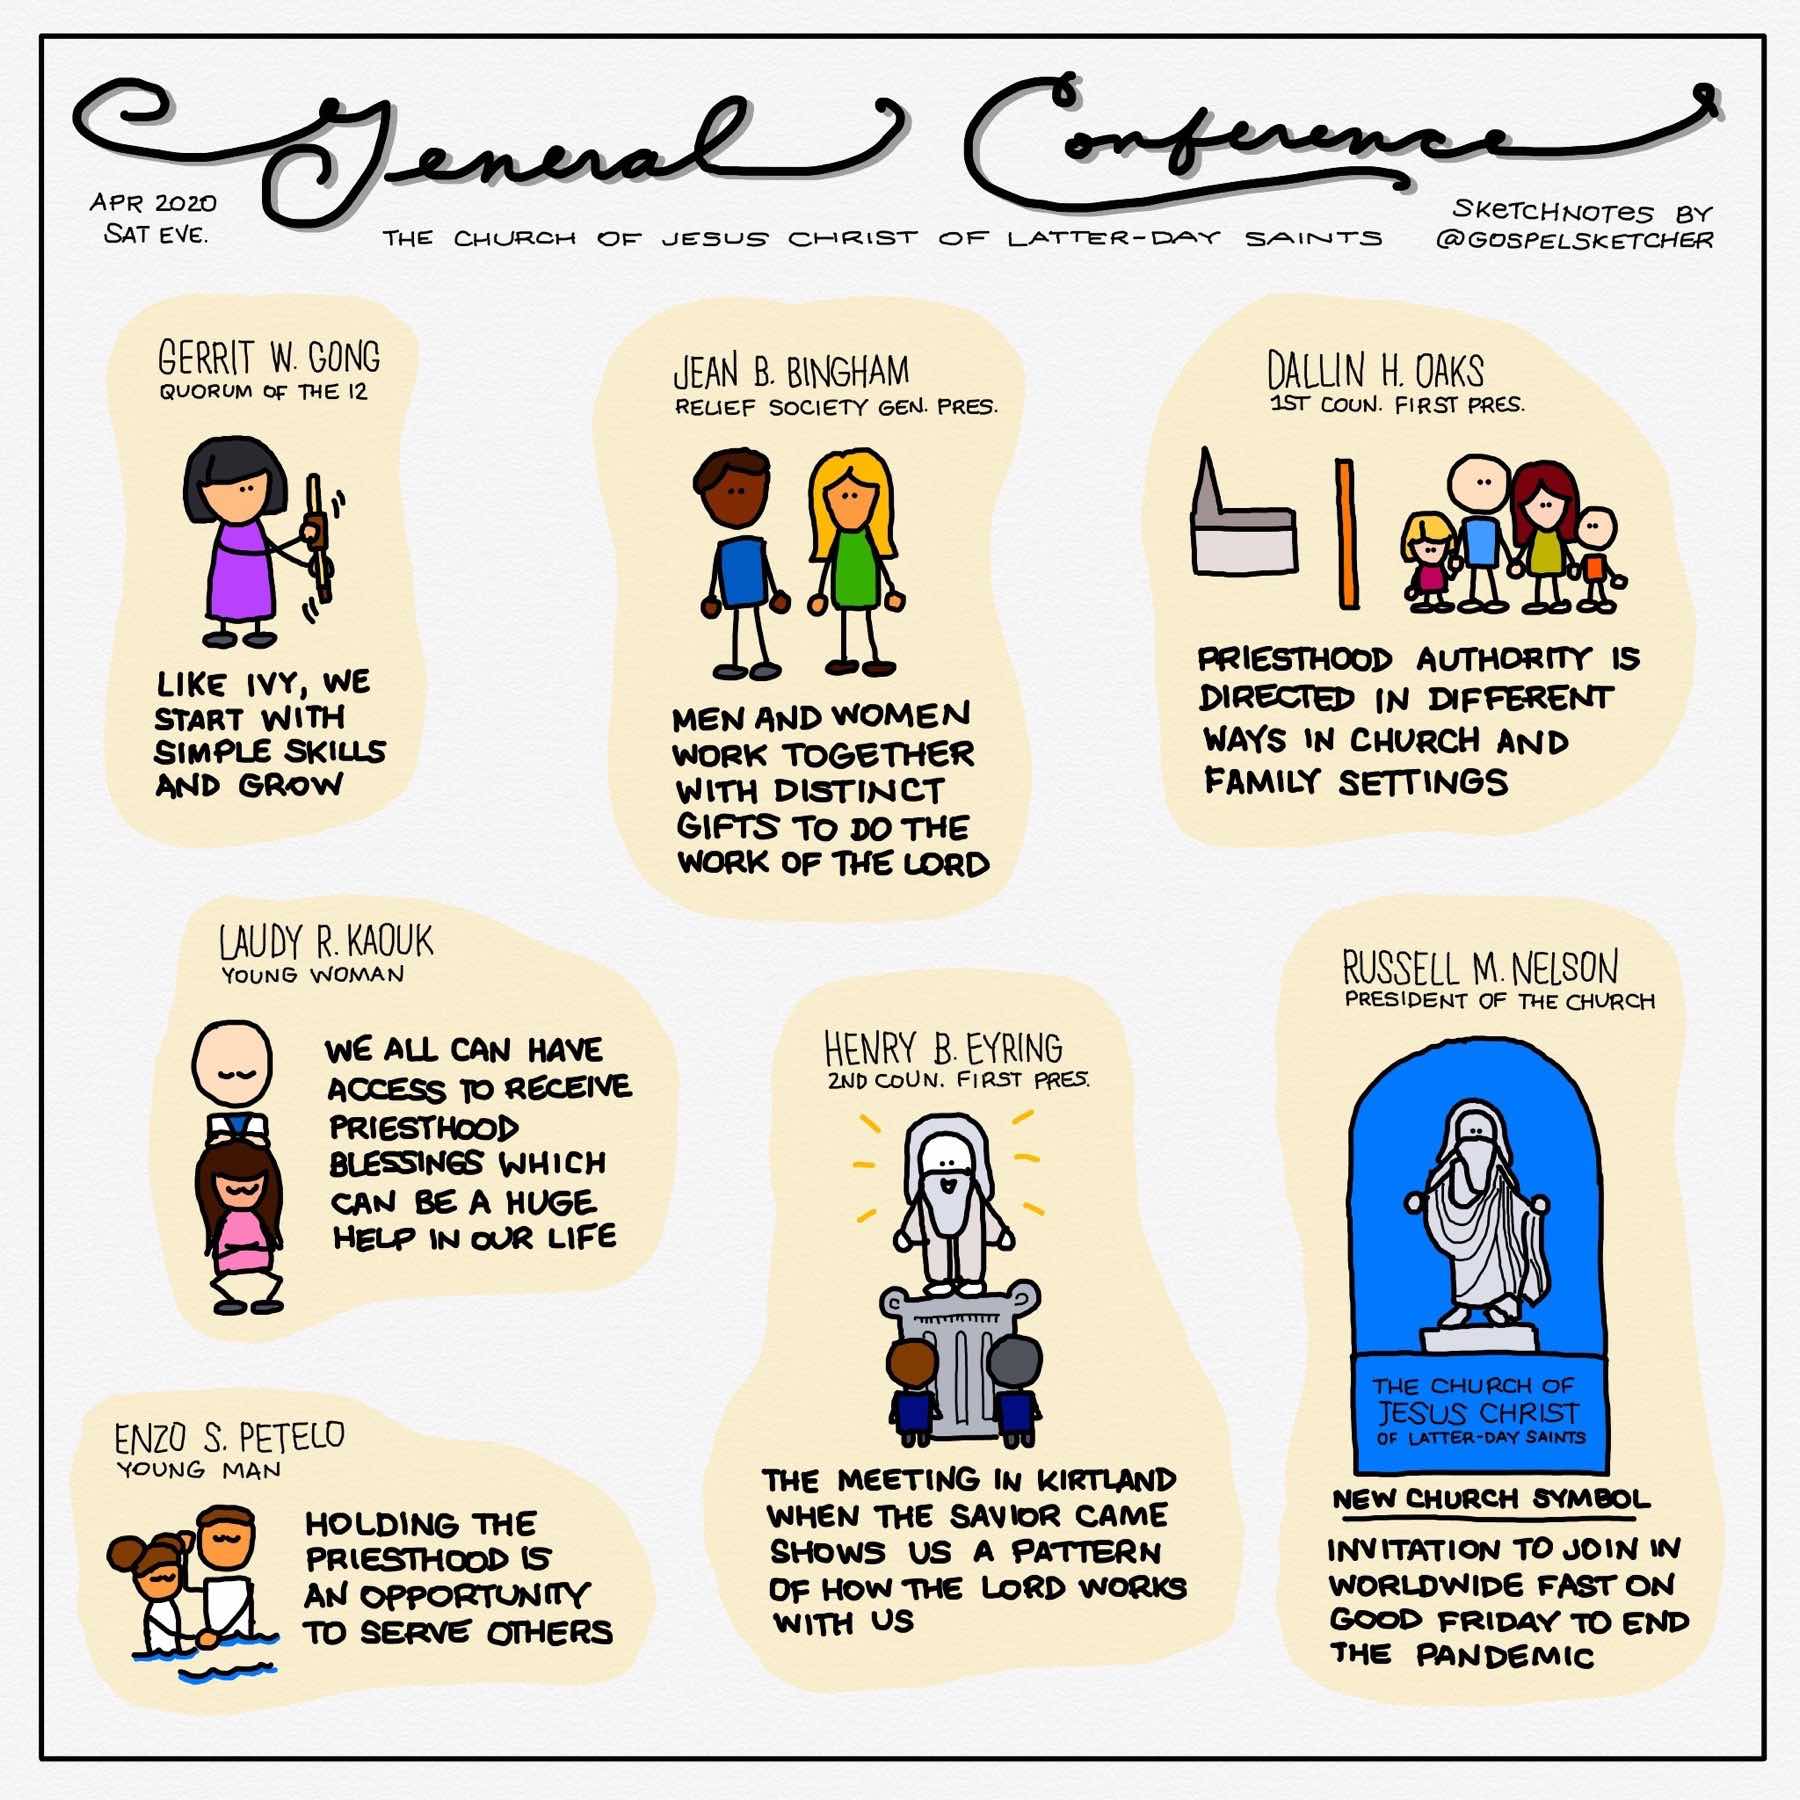 General Conference
APR 2020
SAT EVE.
THE CHURCH OF JESUS CHRIST OF LATTER-DAY SAINTS
SKETCHNOTES BY
@GOSPELSKETCHER
GERRIT W. GONG
QUORUM OF THE 12
LIKE IVY, WE
START WITH
SIMPLE SKILLS
AND GROW
JEAN B. BINGHAM
RELIEF SOCIETY GEN. PRES.
MEN AND WOMEN
WORK TOGETHER
WITH DISTINCT
GIFTS TO DO THE
WORK OF THE LORD
DALLIN H. OAKS
1ST COUN. FIRST PRES.
PRIESTHOOD AUTHORITY IS
DIRECTED IN DIFFERENT
WAYS IN CHURCH AND
FAMILY SETTINGS
LAUDY R. KAOUK
YOUNG WOMAN
WE ALL CAN HAVE
ACCESS TO RECEIVE
PRIESTHOOD
BLESSINGS WHICH
CAN BE A HUGE
HELP IN OUR LIFE
ENZO S. PETELO
YOUNG MAN
HOLDING THE
PRIESTHOOD IS
AN OPPORTUNITY
TO SERVE OTHERS
HENRY B. EYRING
2ND COUN. FIRST PRES.
THE MEETING IN KIRTLAND
WHEN THE SAVIOR CAME
SHOWS US A PATTERN
OF HOW THE LORD WORKS
WITH US
RUSSELL M. NELSON
PRESIDENT OF THE CHURCH
THE CHURCH OF
JESUS CHRIST
OF LATTER-DAY SAINTS
NEW CHURCH SYMBOL
INVITATION TO JOIN IN
WORLDWIDE FAST ON
GOOD FRIDAY TO END
THE PANDEMIC